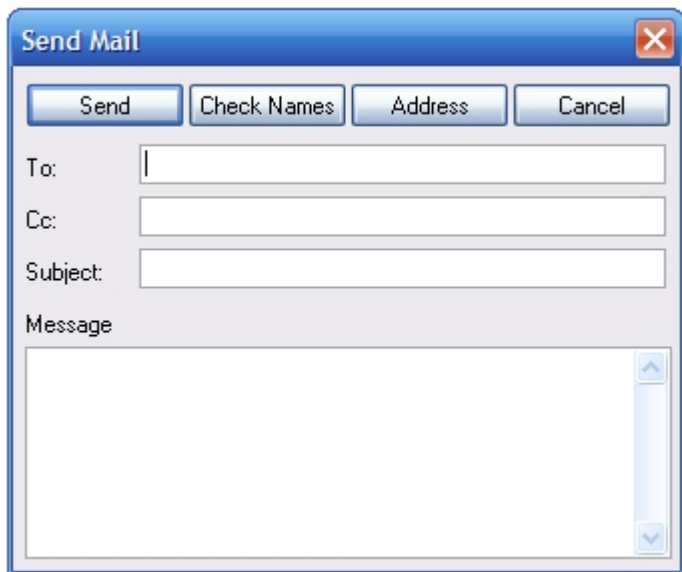 Send Mail
Send Check Names Address Cancel
To:
Cc:
Subject:
Message